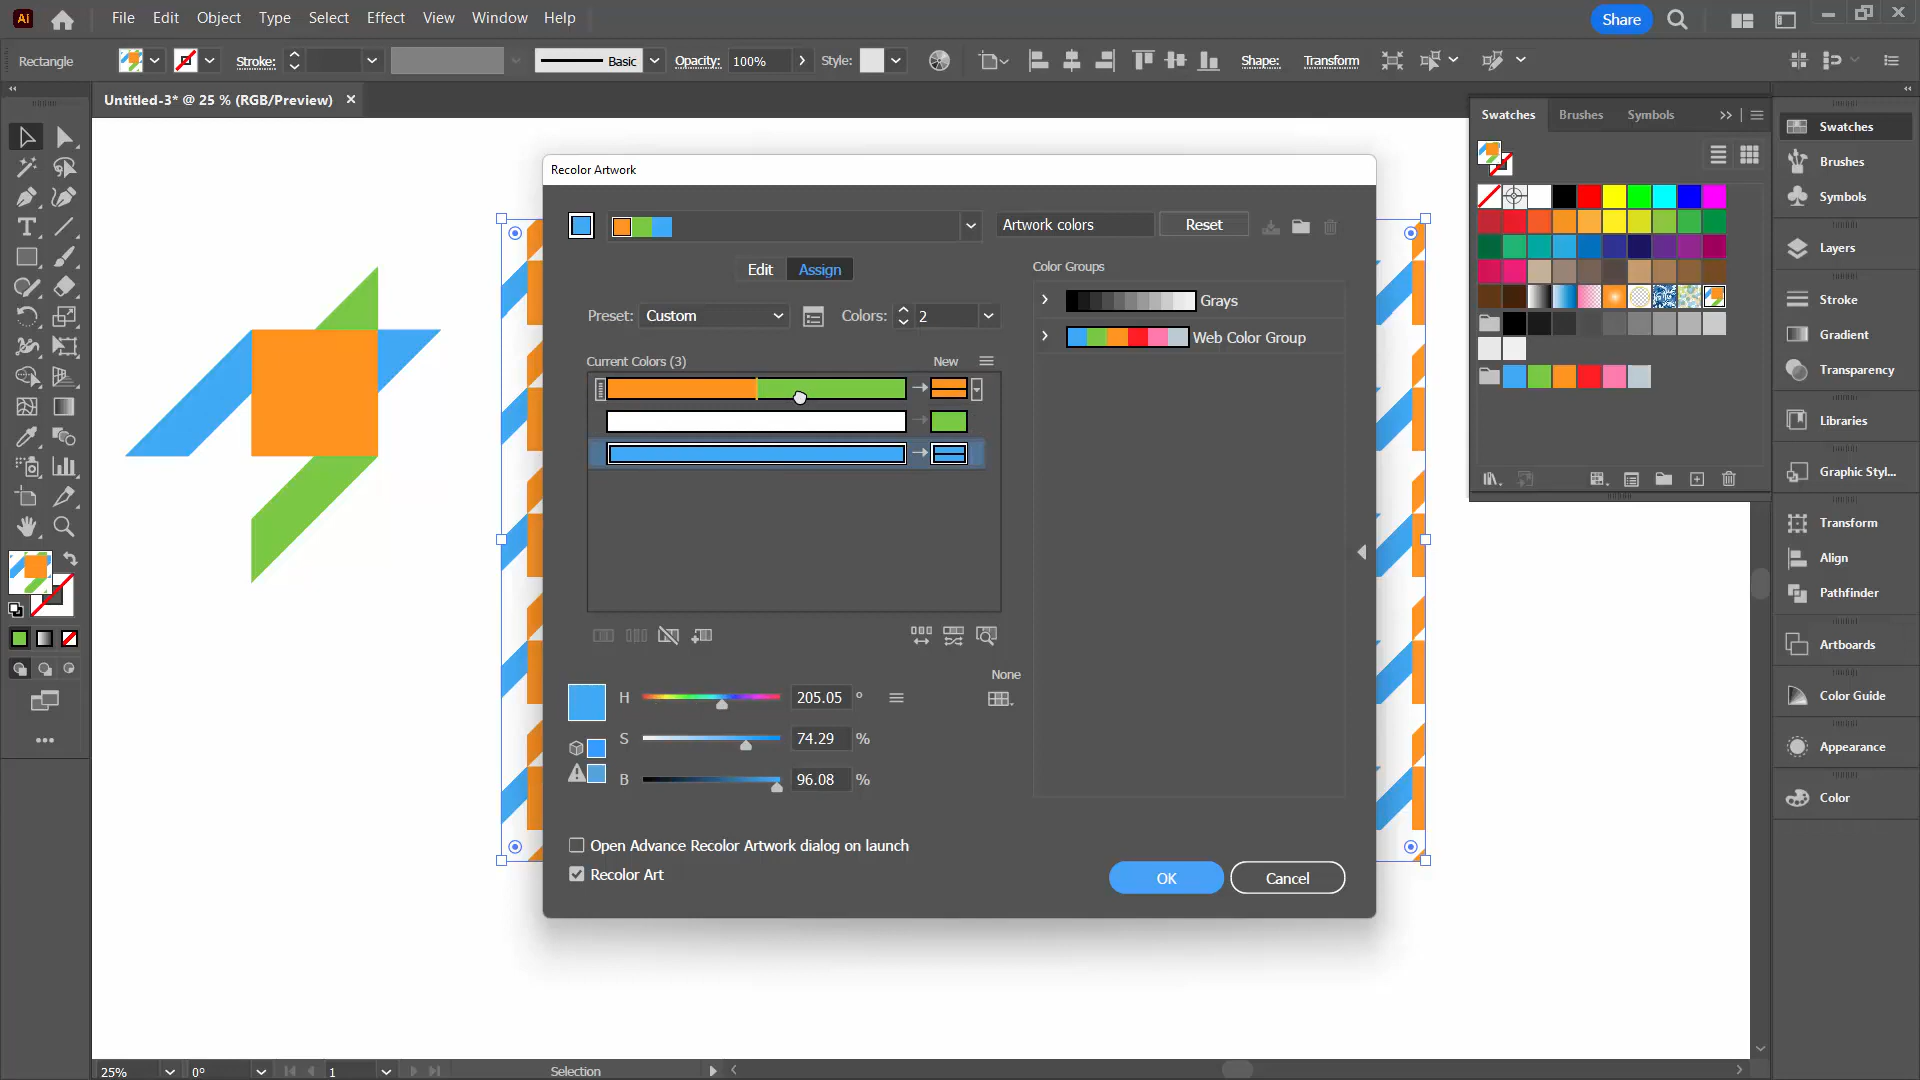 Ai File Edit Object Type Select Effect View Window Help Share
Rectangle Stroke: Basic Opacity: 100% Style: Shape: Transform
Untitled-3* @ 25 % (RGB/Preview)
Swatches Brushes Symbols
Swatches
Brushes
Symbols
Layers
Stroke
Gradient
Transparency
Libraries
Graphic Styl...
Transform
Align
Pathfinder
Artboards
Color Guide
Appearance
Color
Recolor Artwork
Artwork colors Reset
Edit Assign
Color Groups
Grays
Web Color Group
Preset: Custom Colors: 2
Current Colors (3) New
None
H 205.05 °
S 74.29 %
B 96.08 %
Open Advance Recolor Artwork dialog on launch
Recolor Art
OK Cancel
25% 0° 1 Selection